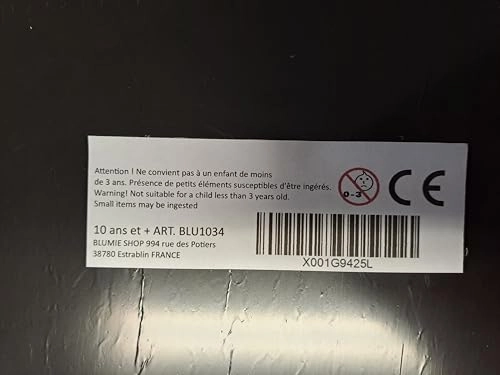 Attention ! Ne convient pas à un enfant de moins
de 3 ans. Présence de petits éléments susceptibles d'être ingérés.
Warning! Not suitable for a child less than 3 years old.
Small items may be ingested
0-3
CE
10 ans et + ART. BLU1034
BLUMIE SHOP 994 rue des Potiers
38780 Estrablin FRANCE
X001G9425L